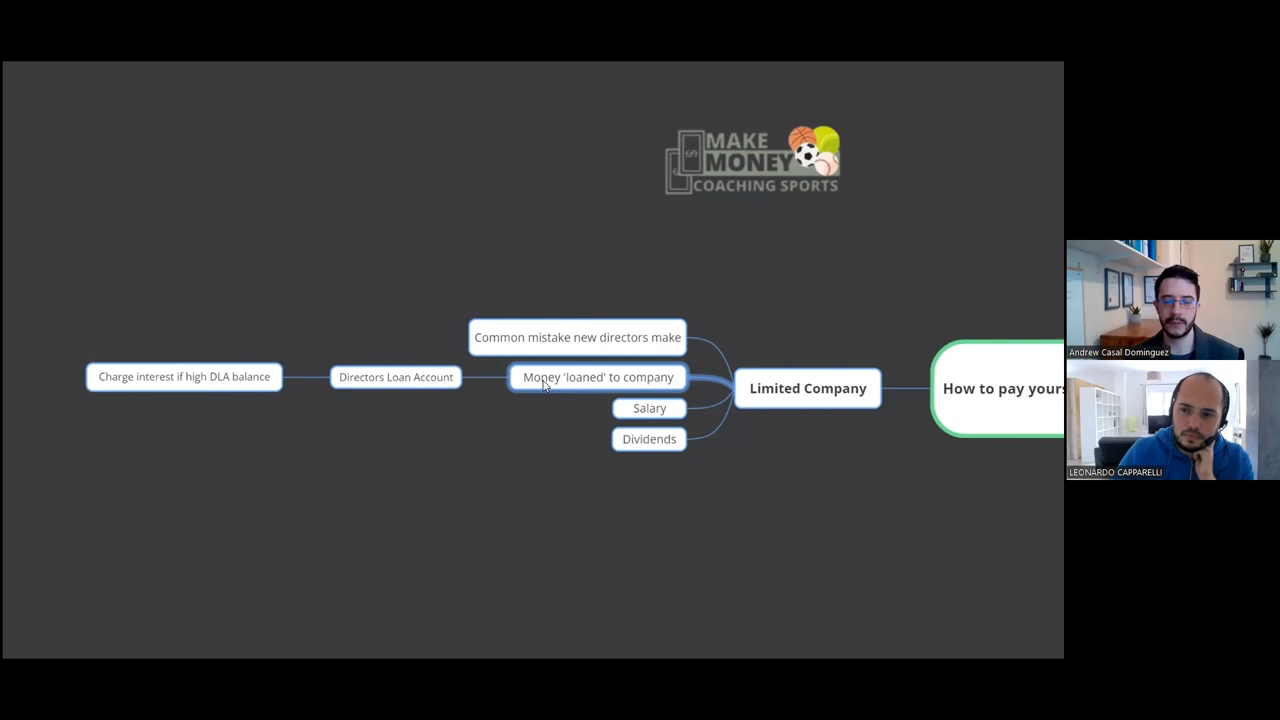 MAKE
MONEY
COACHING SPORTS
Common mistake new directors make
Charge interest if high DLA balance
Directors Loan Account
Money 'loaned' to company
Limited Company
How to pay yours
Salary
Dividends
Andrew Casal Dominguez
LEONARDO CAPPARELLI